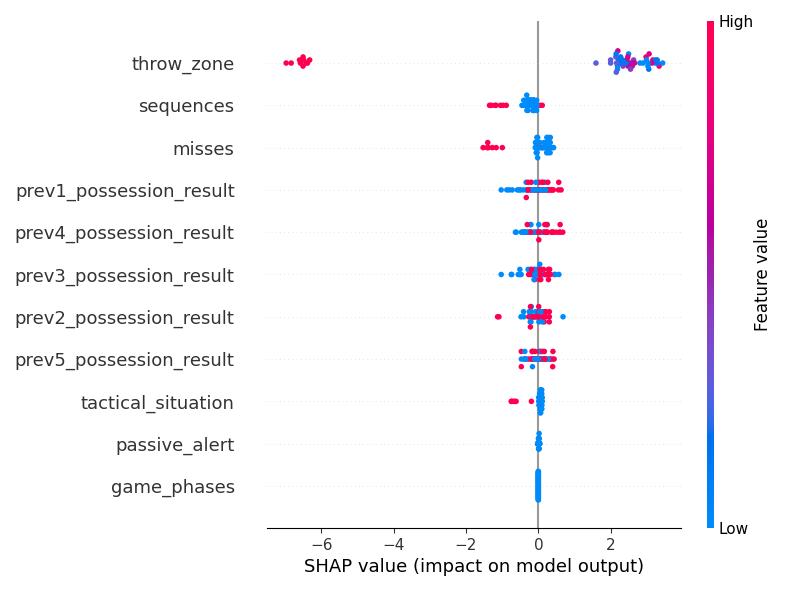 High
throw_zone
sequences
misses
prev1_possession_result
prev4_possession_result
prev3_possession_result
prev2_possession_result
prev5_possession_result
tactical_situation
passive_alert
game_phases
Feature value
Low
−6 −4 −2 0 2
SHAP value (impact on model output)